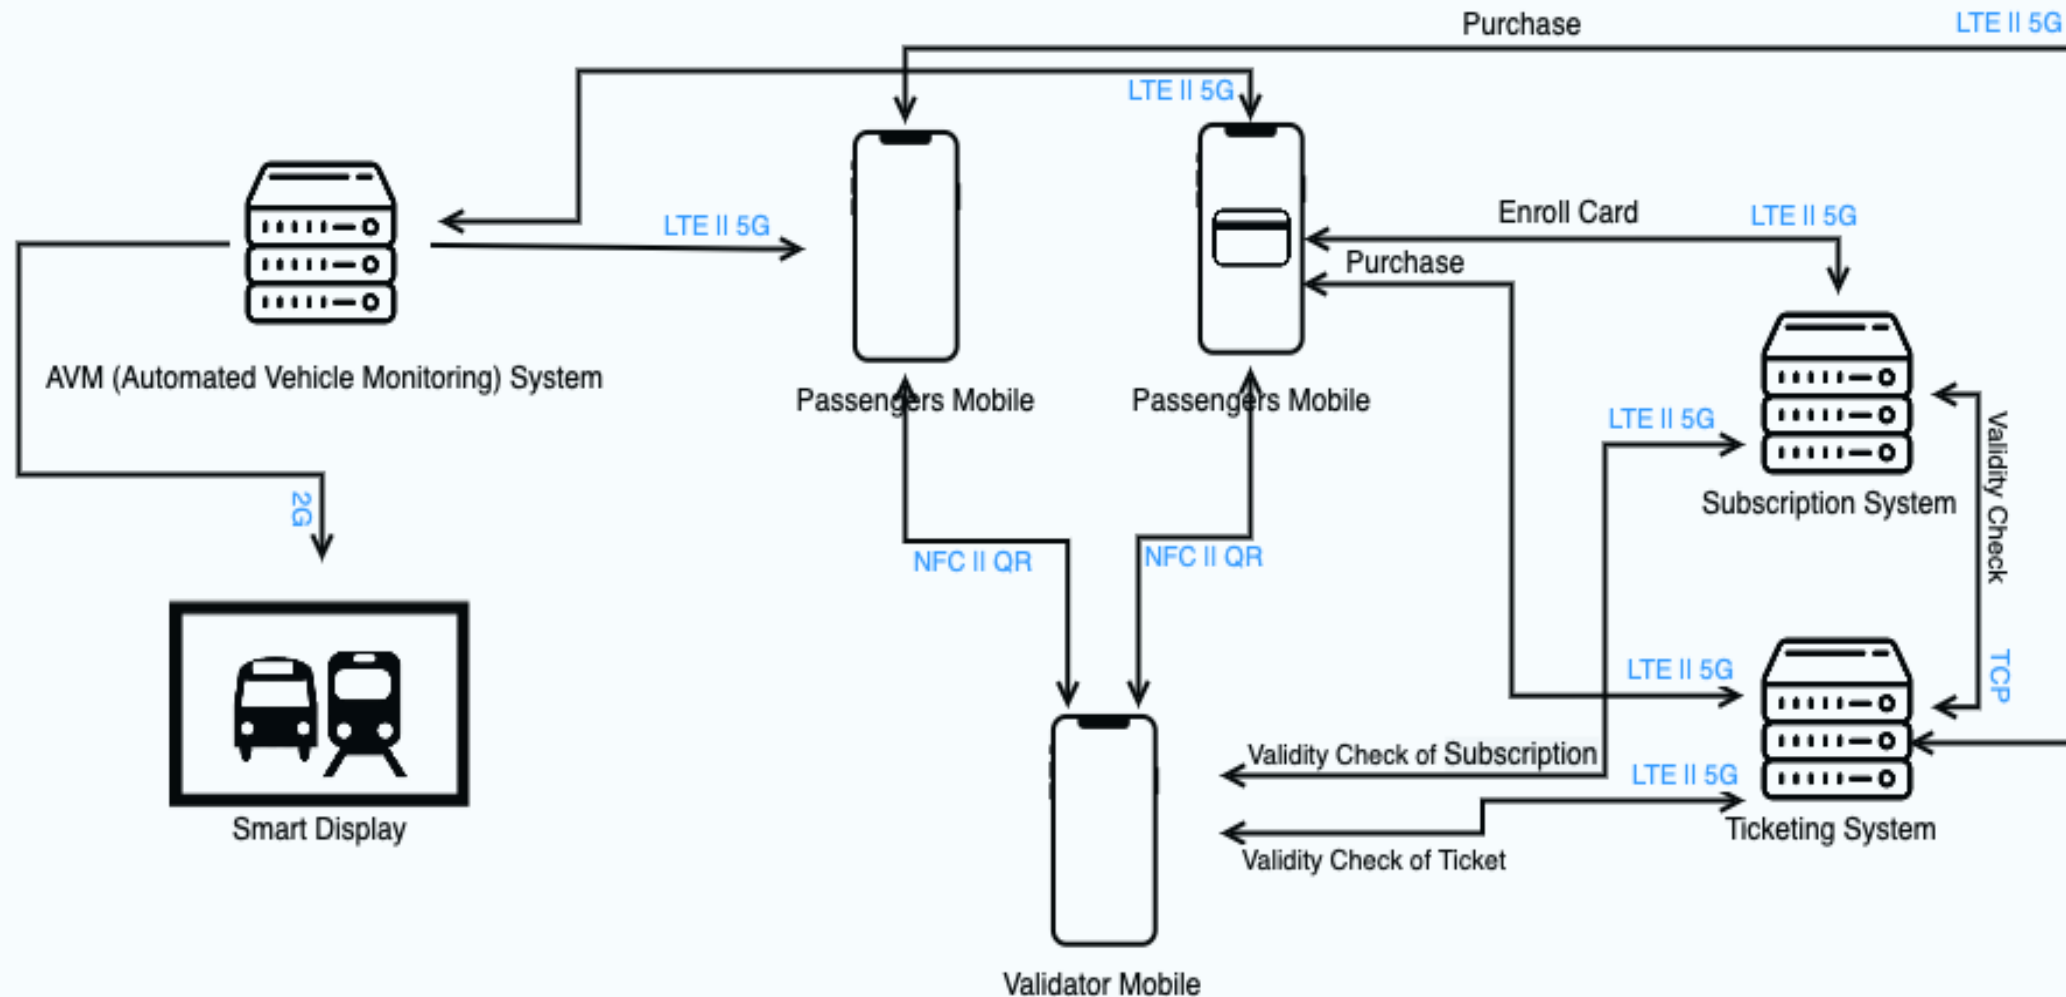 Purchase
LTE II 5G
LTE II 5G
Enroll Card
LTE II 5G
LTE II 5G
Purchase
AVM (Automated Vehicle Monitoring) System
Passengers Mobile
Passengers Mobile
LTE II 5G
Validity Check
Subscription System
2G
NFC II QR
NFC II QR
LTE II 5G
TCP
Validity Check of Subscription
LTE II 5G
Smart Display
Ticketing System
Validity Check of Ticket
Validator Mobile